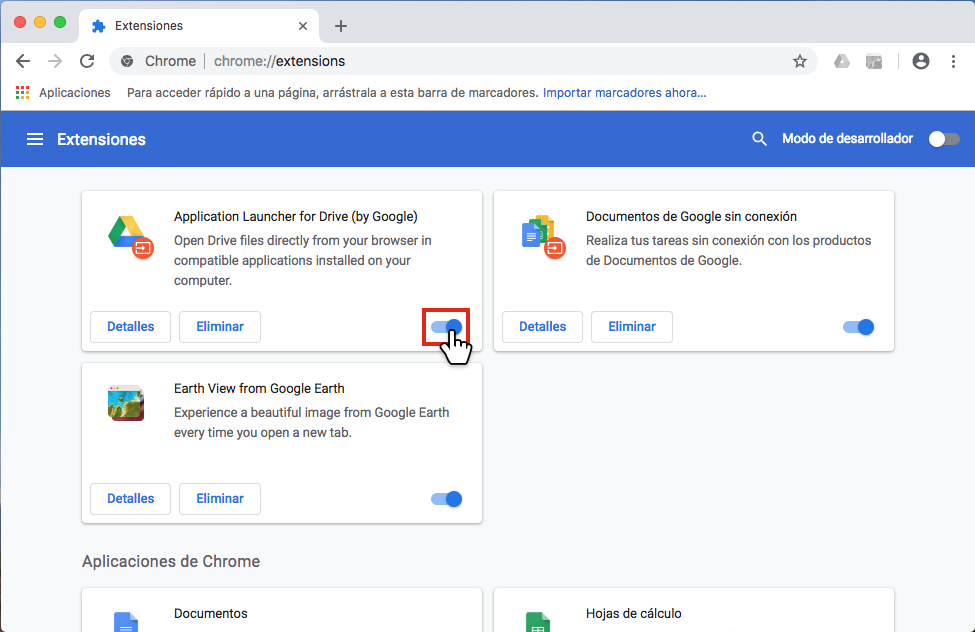 Extensiones
Chrome
chrome://extensions
Aplicaciones
Para acceder rápido a una página, arrástrala a esta barra de marcadores. Importar marcadores ahora...
Extensiones
Modo de desarrollador
Application Launcher for Drive (by Google)
Open Drive files directly from your browser in
compatible applications installed on your
computer.
Detalles
Eliminar
Documentos de Google sin conexión
Realiza tus tareas sin conexión con los productos
de Documentos de Google.
Detalles
Eliminar
Earth View from Google Earth
Experience a beautiful image from Google Earth
every time you open a new tab.
Detalles
Eliminar
Aplicaciones de Chrome
Documentos
Hojas de cálculo